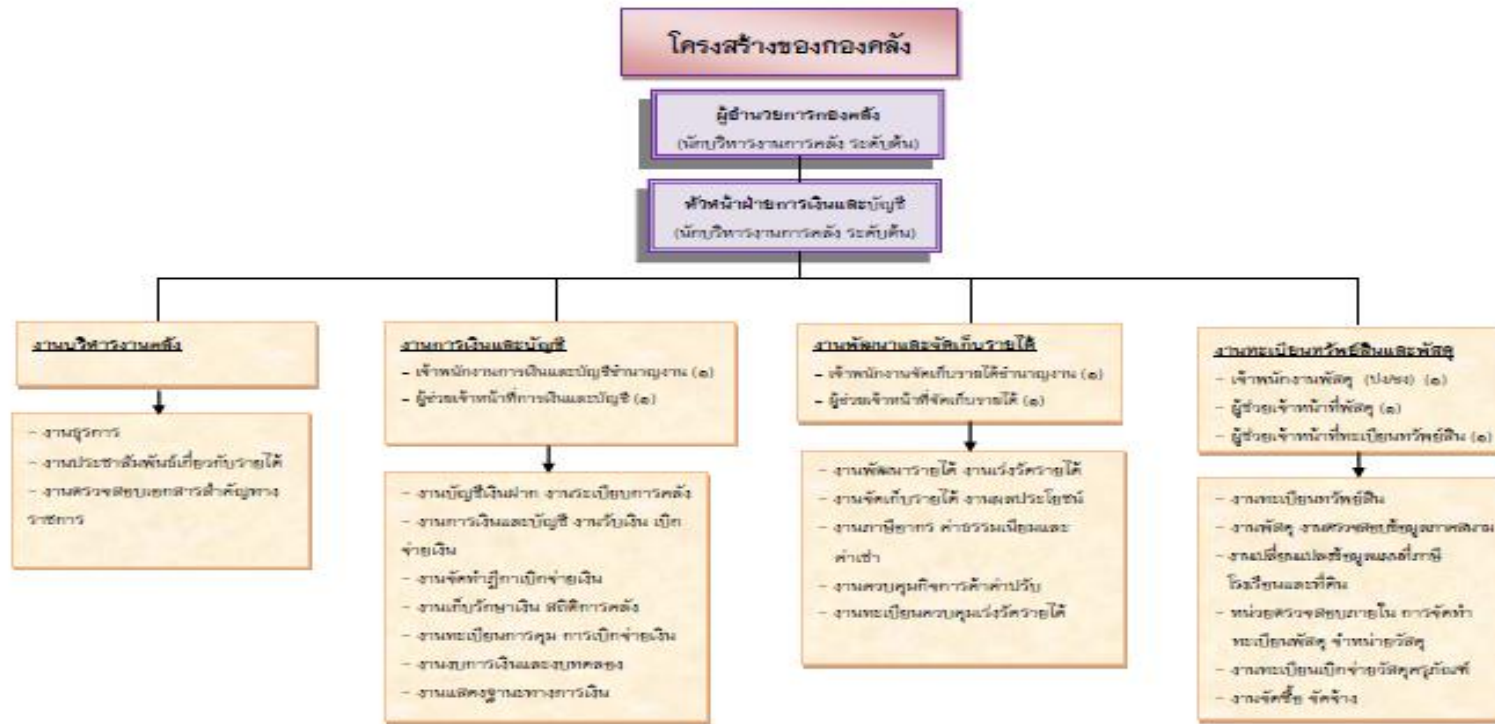 โครงสร้างของกองคลัง
ผู้อำนวยการกองคลัง
(นักบริหารงานการคลัง ระดับต้น)
หัวหน้าฝ่ายการเงินและบัญชี
(นักบริหารงานการคลัง ระดับต้น)
งานบริหารงานคลัง
- งานธุรการ
- งานประชาสัมพันธ์เกี่ยวกับรายได้
- งานตรวจสอบเอกสารสำคัญทาง
ราชการ
งานการเงินและบัญชี
- เจ้าพนักงานการเงินและบัญชีชำนาญงาน (๑)
- ผู้ช่วยเจ้าหน้าที่การเงินและบัญชี (๑)
- งานบัญชีเงินฝาก งานระเบียบการคลัง
- งานการเงินและบัญชี งานรับเงิน เบิก
จ่ายเงิน
- งานจัดทำฎีกาเบิกจ่ายเงิน
- งานเก็บรักษาเงิน สถิติการคลัง
- งานทะเบียนการคุม การเบิกจ่ายเงิน
- งานงบการเงินและงบทดลอง
- งานแสดงฐานะทางการเงิน
งานพัฒนาและจัดเก็บรายได้
- เจ้าพนักงานจัดเก็บรายได้ชำนาญงาน (๑)
- ผู้ช่วยเจ้าหน้าที่จัดเก็บรายได้ (๑)
- งานพัฒนารายได้ งานเร่งรัดรายได้
- งานจัดเก็บรายได้ งานผลประโยชน์
- งานภาษีอากร ค่าธรรมเนียมและ
ค่าเช่า
- งานควบคุมกิจการค้าค่าปรับ
- งานทะเบียนควบคุมเร่งรัดรายได้
งานทะเบียนทรัพย์สินและพัสดุ
- เจ้าพนักงานพัสดุ (ปง/ชง) (๑)
- ผู้ช่วยเจ้าหน้าที่พัสดุ (๑)
- ผู้ช่วยเจ้าหน้าที่ทะเบียนทรัพย์สิน (๑)
- งานทะเบียนทรัพย์สิน
- งานพัสดุ งานตรวจสอบข้อมูลภาคสนาม
- งานเปลี่ยนแปลงข้อมูลแผนที่ภาษี
โรงเรียนและที่ดิน
- หน่วยตรวจสอบภายใน การจัดทำ
ทะเบียนพัสดุ จำหน่ายวัสดุ
- งานทะเบียนเบิกจ่ายวัสดุครุภัณฑ์
- งานจัดซื้อ จัดจ้าง